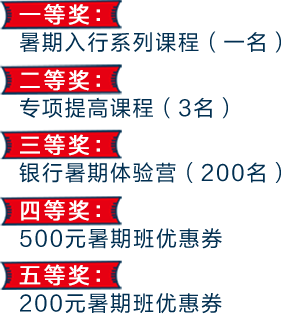 一等奖：
暑期入行系列课程（一名）
二等奖：
专项提高课程（3名）
三等奖：
银行暑期体验营（200名）
四等奖：
500元暑期班优惠券
五等奖：
200元暑期班优惠券